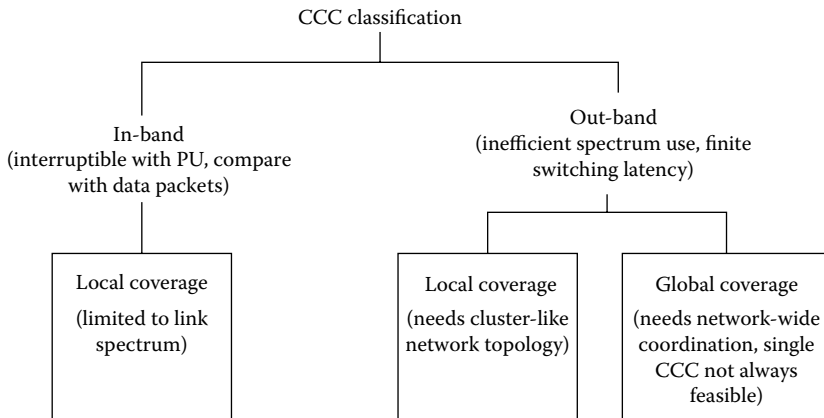 CCC classification
In-band
(interruptible with PU, compare
with data packets)
Out-band
(inefficient spectrum use, finite
switching latency)
Local coverage
(limited to link
spectrum)
Local coverage
(needs cluster-like
network topology)
Global coverage
(needs network-wide
coordination, single
CCC not always
feasible)